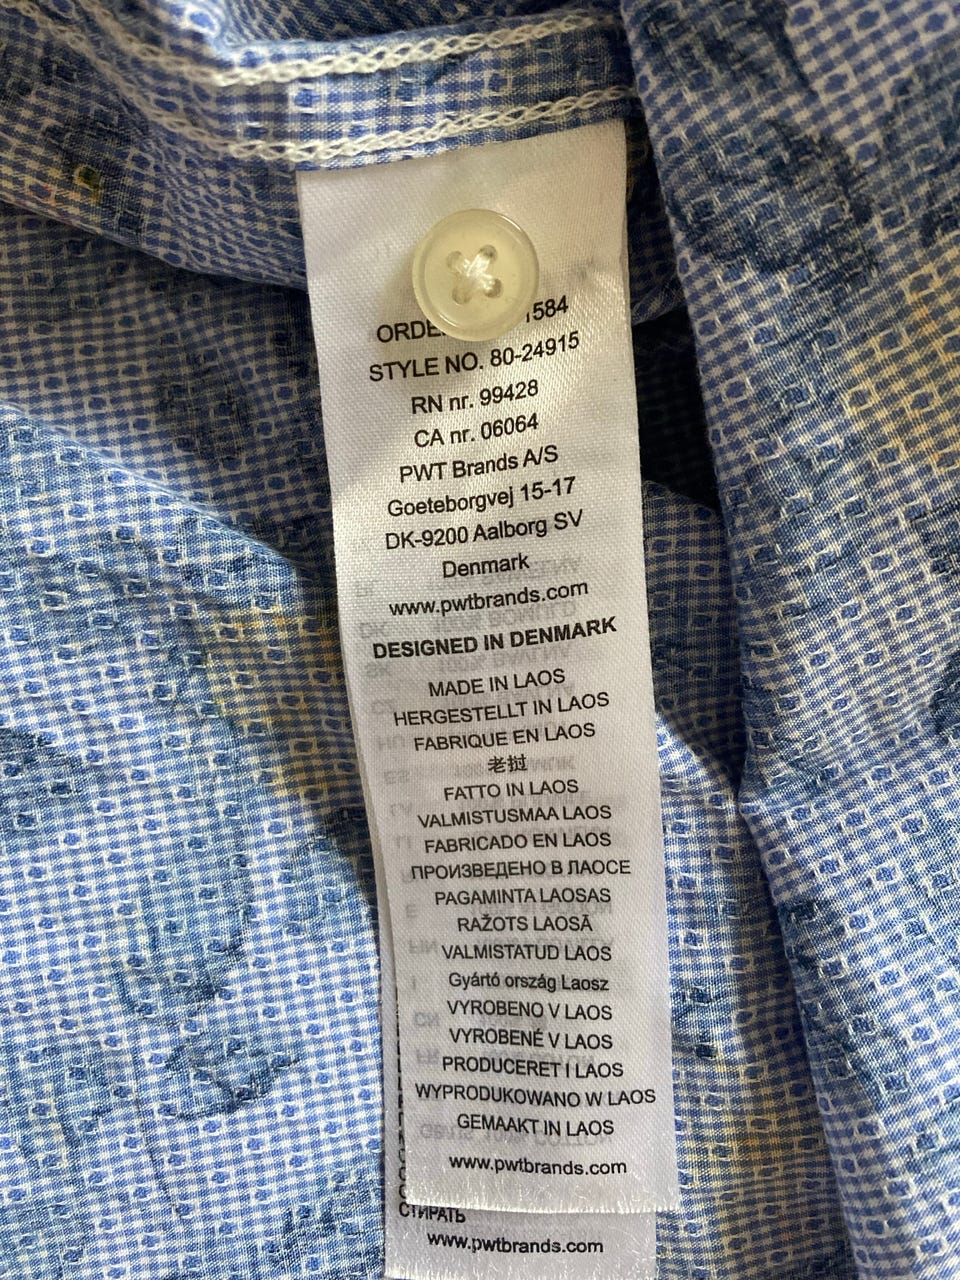 STYLE NO. 80-24915
RN nr. 99428
CA nr. 06064
PWT Brands A/S
Goeteborgvej 15-17
DK-9200 Aalborg SV
Denmark
www.pwtbrands.com
DESIGNED IN DENMARK
MADE IN LAOS
HERGESTELLT IN LAOS
FABRIQUE EN LAOS
老挝
FATTO IN LAOS
VALMISTUSMAA LAOS
FABRICADO EN LAOS
ПРОИЗВЕДЕНО В ЛАОСЕ
PAGAMINTA LAOSAS
RAŽOTS LAOSĀ
VALMISTATUD LAOS
Gyártó ország Laosz
VYROBENO V LAOS
VYROBENÉ V LAOS
PRODUCERET I LAOS
WYPRODUKOWANO W LAOS
GEMAAKT IN LAOS
www.pwtbrands.com
СТИРАТЬ
www.pwtbrands.com